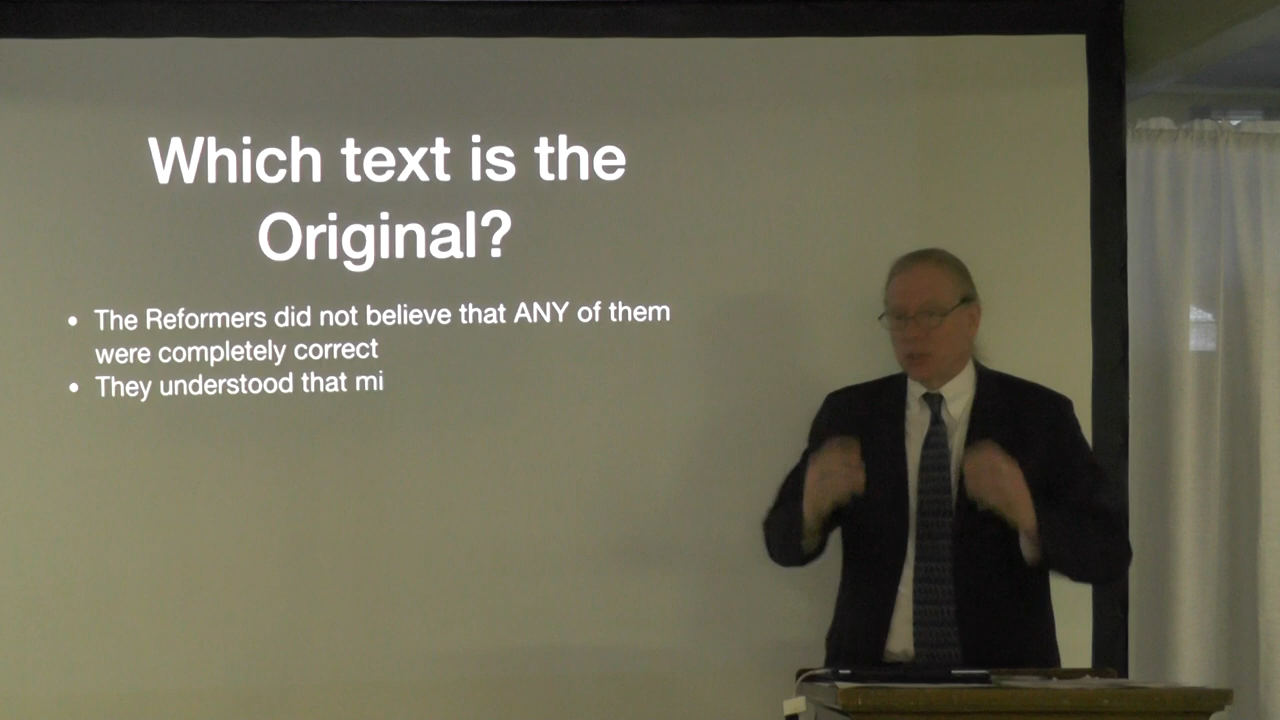 Which text is the
Original?
• The Reformers did not believe that ANY of them
were completely correct
• They understood that mi